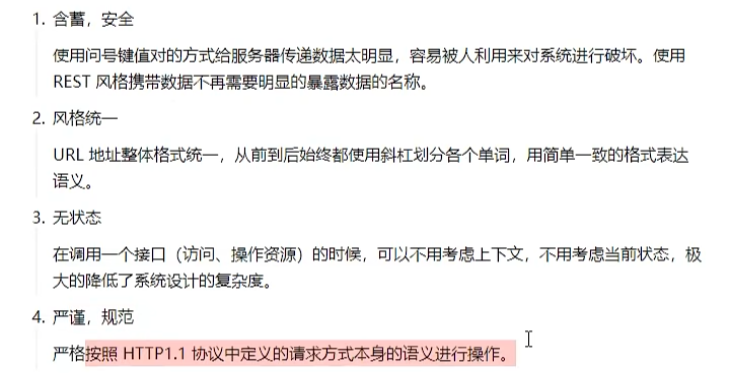 1. 含蓄，安全
使用问号键值对的方式给服务器传递数据太明显，容易被人利用来对系统进行破坏。使用
REST 风格携带数据不再需要明显的暴露数据的名称。
2. 风格统一
URL 地址整体格式统一，从前到后始终都使用斜杠划分各个单词，用简单一致的格式表达
语义。
3. 无状态
在调用一个接口（访问、操作资源）的时候，可以不用考虑上下文，不用考虑当前状态，极
大的降低了系统设计的复杂度。
4. 严谨，规范
严格按照 HTTP1.1 协议中定义的请求方式本身的语义进行操作。